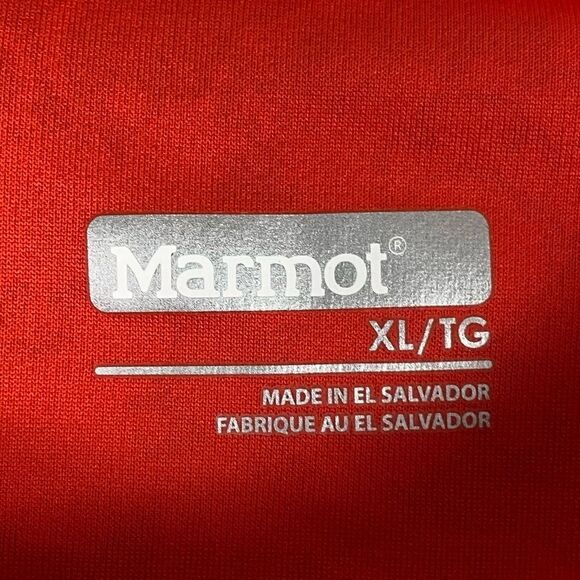 Marmot®
XL/TG
MADE IN EL SALVADOR
FABRIQUE AU EL SALVADOR